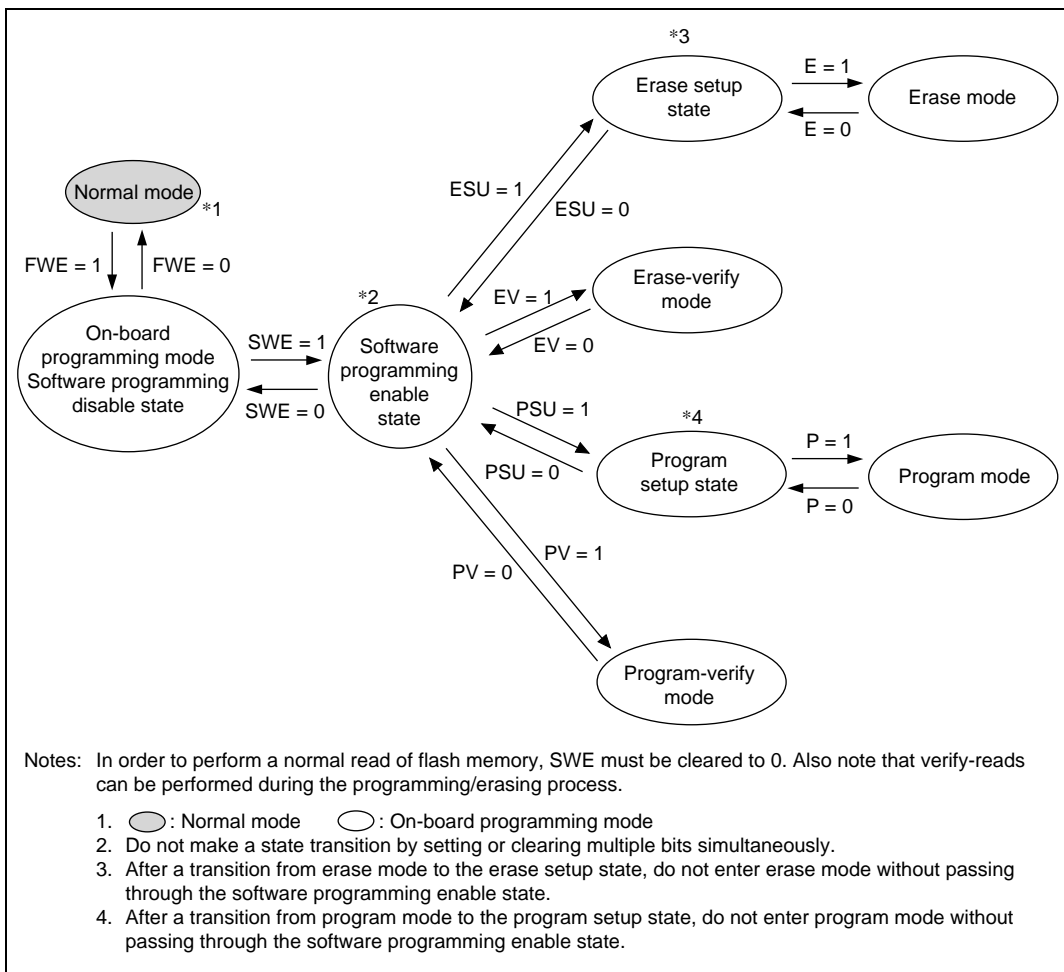 *3
Erase setup
state
E = 1
E = 0
Erase mode
Normal mode
*1
ESU = 1
ESU = 0
FWE = 1
FWE = 0
Erase-verify
mode
*2
EV = 1
EV = 0
On-board
programming mode
Software programming
disable state
SWE = 1
SWE = 0
Software
programming
enable
state
PSU = 1
PSU = 0
*4
Program
setup state
P = 1
P = 0
Program mode
PV = 1
PV = 0
Program-verify
mode
Notes: In order to perform a normal read of flash memory, SWE must be cleared to 0. Also note that verify-reads
can be performed during the programming/erasing process.
1. : Normal mode : On-board programming mode
2. Do not make a state transition by setting or clearing multiple bits simultaneously.
3. After a transition from erase mode to the erase setup state, do not enter erase mode without passing
through the software programming enable state.
4. After a transition from program mode to the program setup state, do not enter program mode without
passing through the software programming enable state.